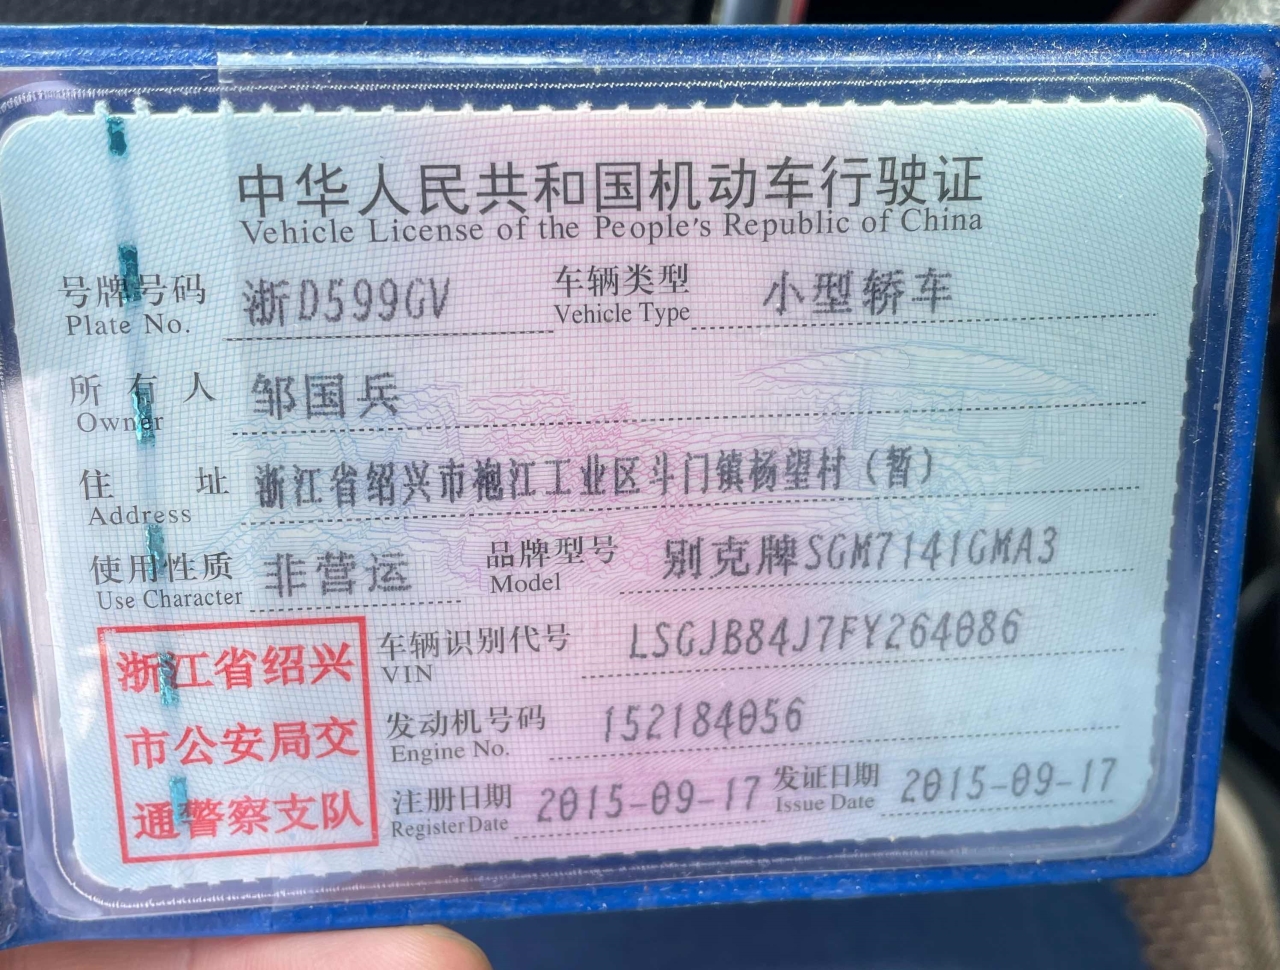 中华人民共和国机动车行驶证
Vehicle License of the People's Republic of China
号牌号码 浙D599GV 车辆类型 小型轿车
Plate No. Vehicle Type
所有人 邹国兵
Owner
住址 浙江省绍兴市袍江工业区斗门镇杨望村（暂）
Address
使用性质 非营运 品牌型号 别克牌SGM7141GMA3
Use Character Model
浙江省绍兴
市公安局交
通警察支队
车辆识别代号 LSGJB84J7FY264086
VIN
发动机号码 152184056
Engine No.
注册日期 2015-09-17 发证日期 2015-09-17
Register Date Issue Date